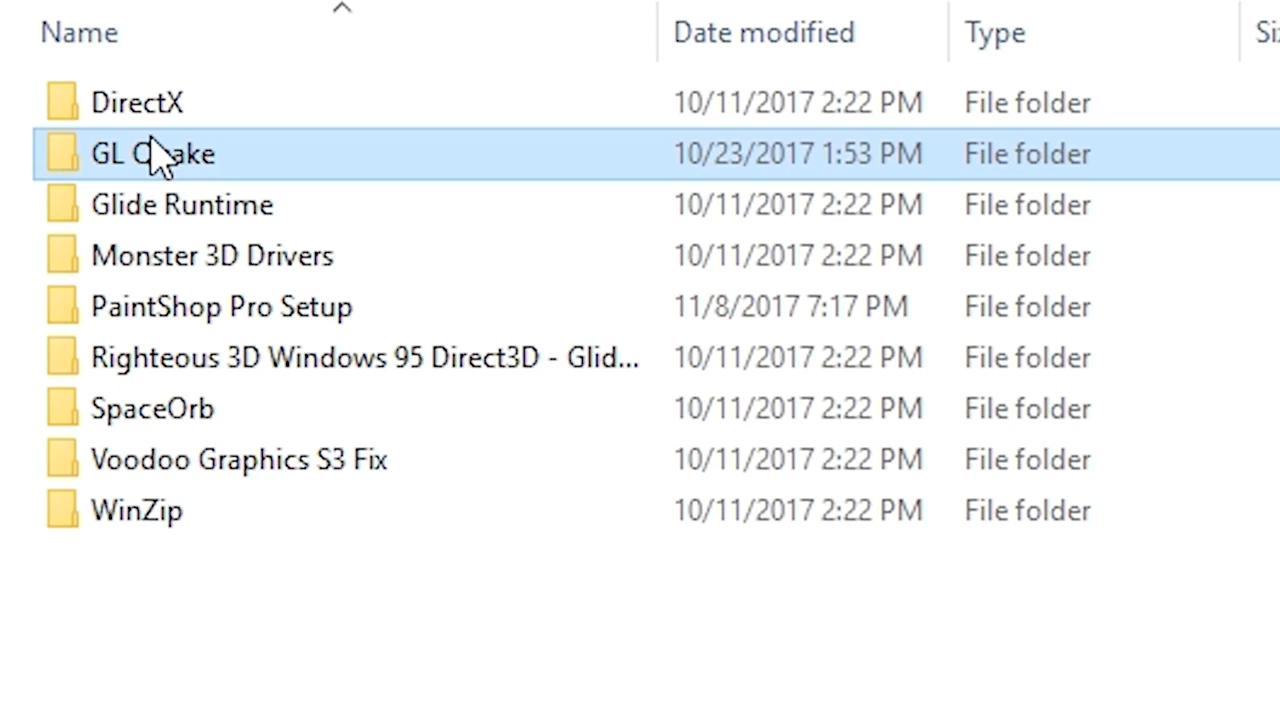 Name Date modified Type Si
DirectX 10/11/2017 2:22 PM File folder
GL Quake 10/23/2017 1:53 PM File folder
Glide Runtime 10/11/2017 2:22 PM File folder
Monster 3D Drivers 10/11/2017 2:22 PM File folder
PaintShop Pro Setup 11/8/2017 7:17 PM File folder
Righteous 3D Windows 95 Direct3D - Glid... 10/11/2017 2:22 PM File folder
SpaceOrb 10/11/2017 2:22 PM File folder
Voodoo Graphics S3 Fix 10/11/2017 2:22 PM File folder
WinZip 10/11/2017 2:22 PM File folder